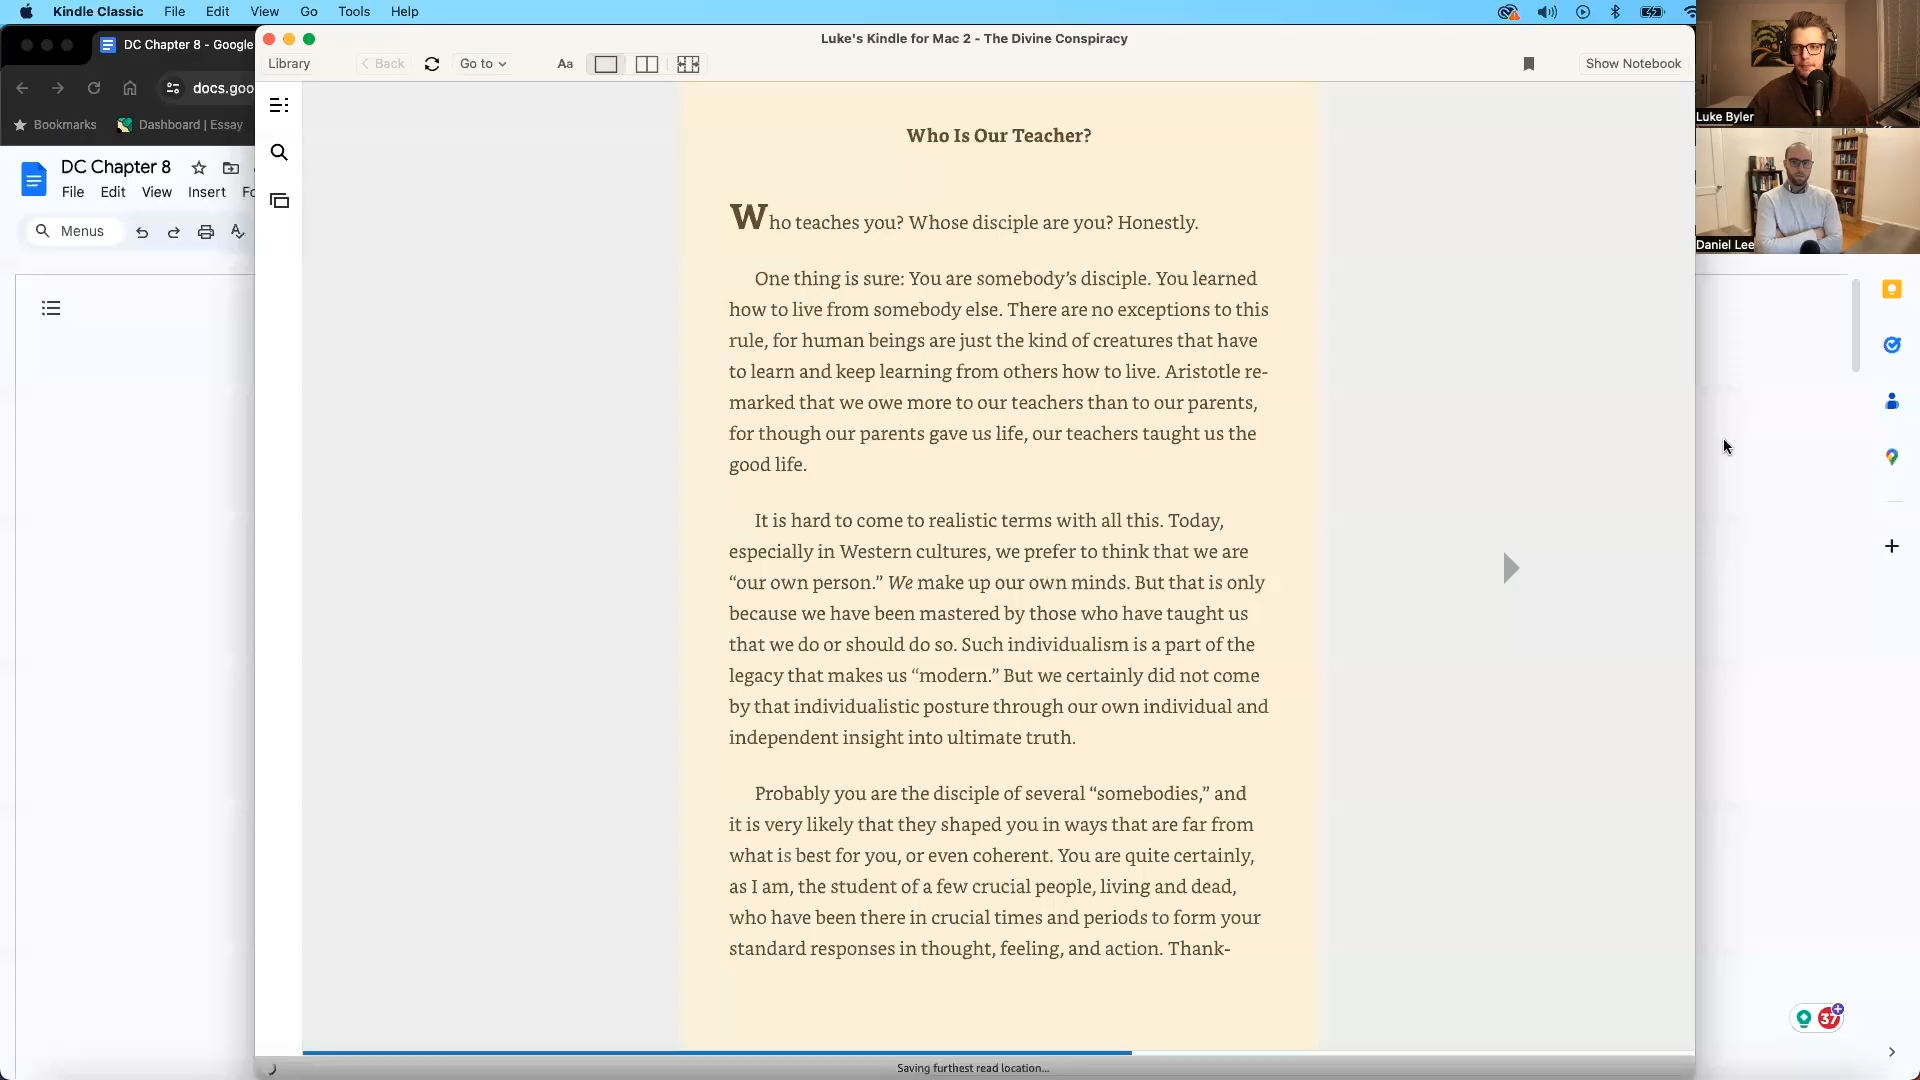 Kindle Classic File Edit View Go Tools Help
DC Chapter 8 - Google
Luke's Kindle for Mac 2 - The Divine Conspiracy
Library Back Go to Aa Show Notebook
docs.goo
Bookmarks Dashboard | Essay
DC Chapter 8
File Edit View Insert Fo
Menus
Luke Byler
Daniel Lee
Who Is Our Teacher?
Who teaches you? Whose disciple are you? Honestly.
One thing is sure: You are somebody’s disciple. You learned
how to live from somebody else. There are no exceptions to this
rule, for human beings are just the kind of creatures that have
to learn and keep learning from others how to live. Aristotle re-
marked that we owe more to our teachers than to our parents,
for though our parents gave us life, our teachers taught us the
good life.
It is hard to come to realistic terms with all this. Today,
especially in Western cultures, we prefer to think that we are
“our own person.” We make up our own minds. But that is only
because we have been mastered by those who have taught us
that we do or should do so. Such individualism is a part of the
legacy that makes us “modern.” But we certainly did not come
by that individualistic posture through our own individual and
independent insight into ultimate truth.
Probably you are the disciple of several “somebodies,” and
it is very likely that they shaped you in ways that are far from
what is best for you, or even coherent. You are quite certainly,
as I am, the student of a few crucial people, living and dead,
who have been there in crucial times and periods to form your
standard responses in thought, feeling, and action. Thank-
37
Saving furthest read location...